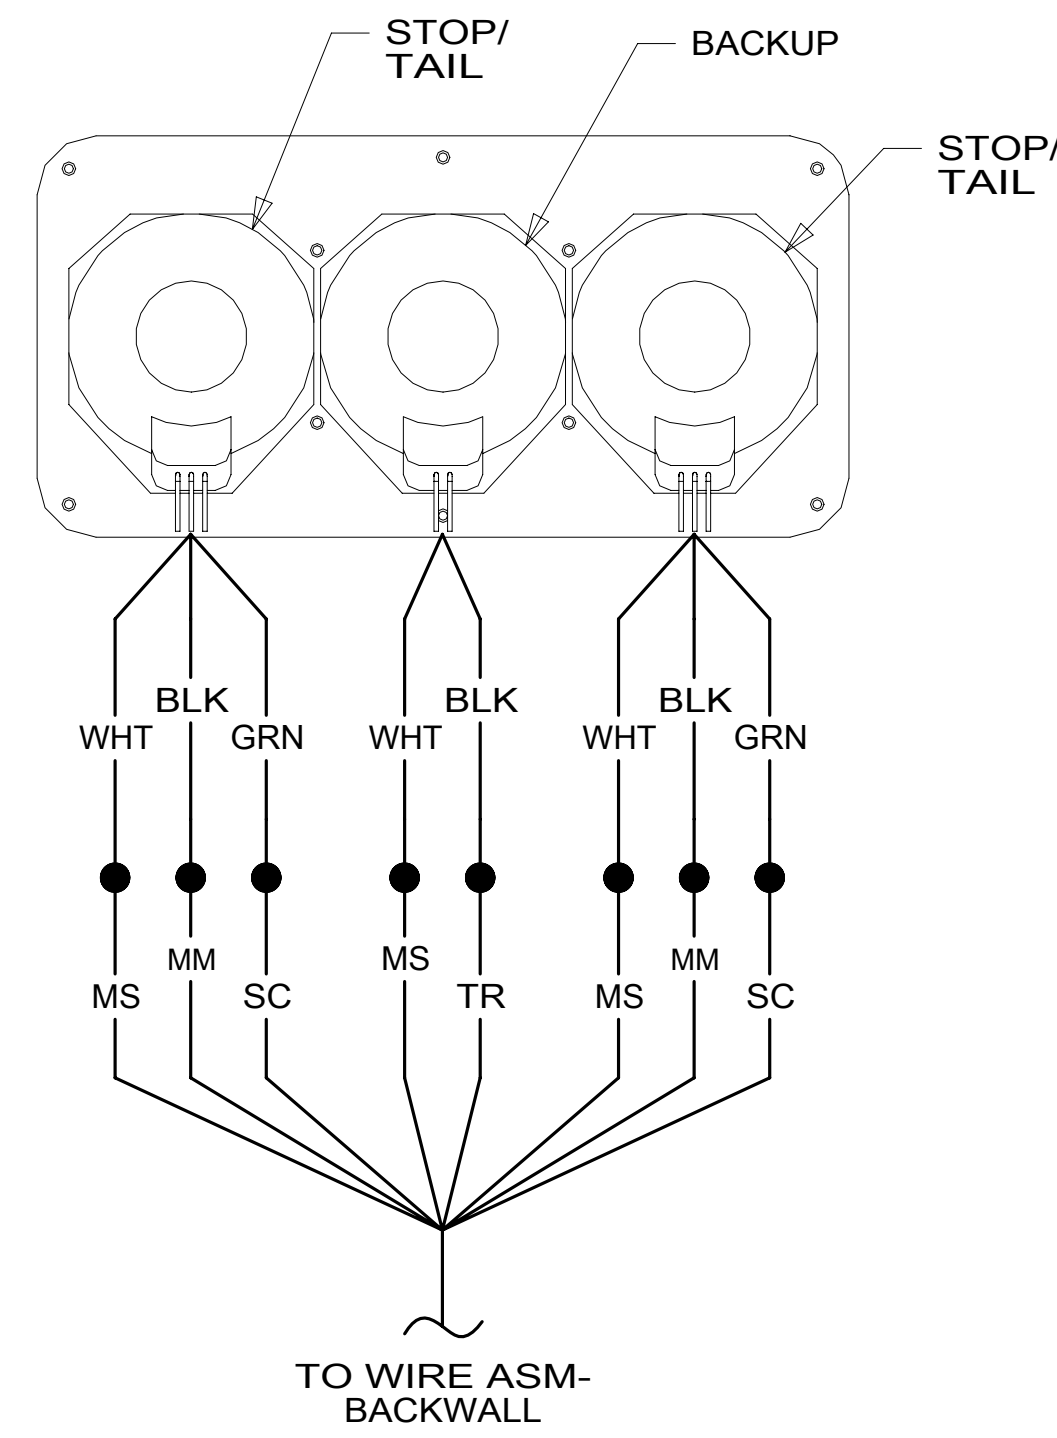 STOP/
TAIL
BACKUP
STOP/
TAIL
BLK
BLK
BLK
WHT
GRN
WHT
WHT
GRN
MM
MS
MM
MS
SC
TR
MS
SC
TO WIRE ASM-
BACKWALL